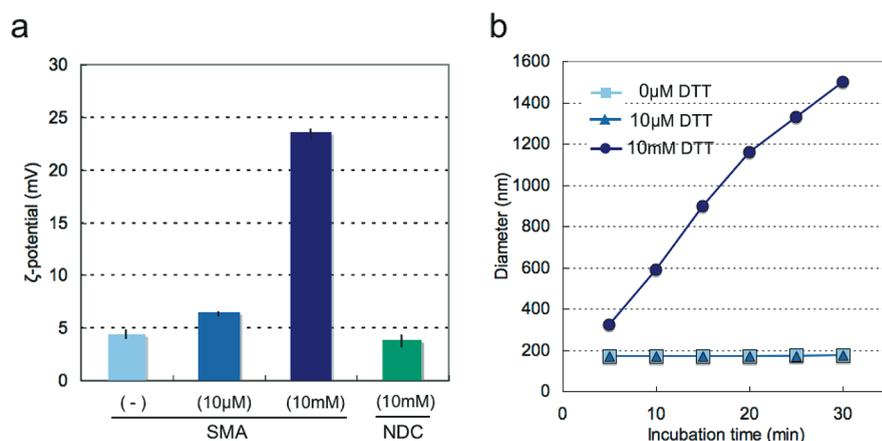 a
30
25
20
15
10
5
0
ζ-potential (mV)
(-)
(10μM)
(10mM)
(10mM)
SMA
NDC
b
1600
1400
1200
1000
800
600
400
200
0
Diameter (nm)
0μM DTT
10μM DTT
10mM DTT
0
10
20
30
Incubation time (min)